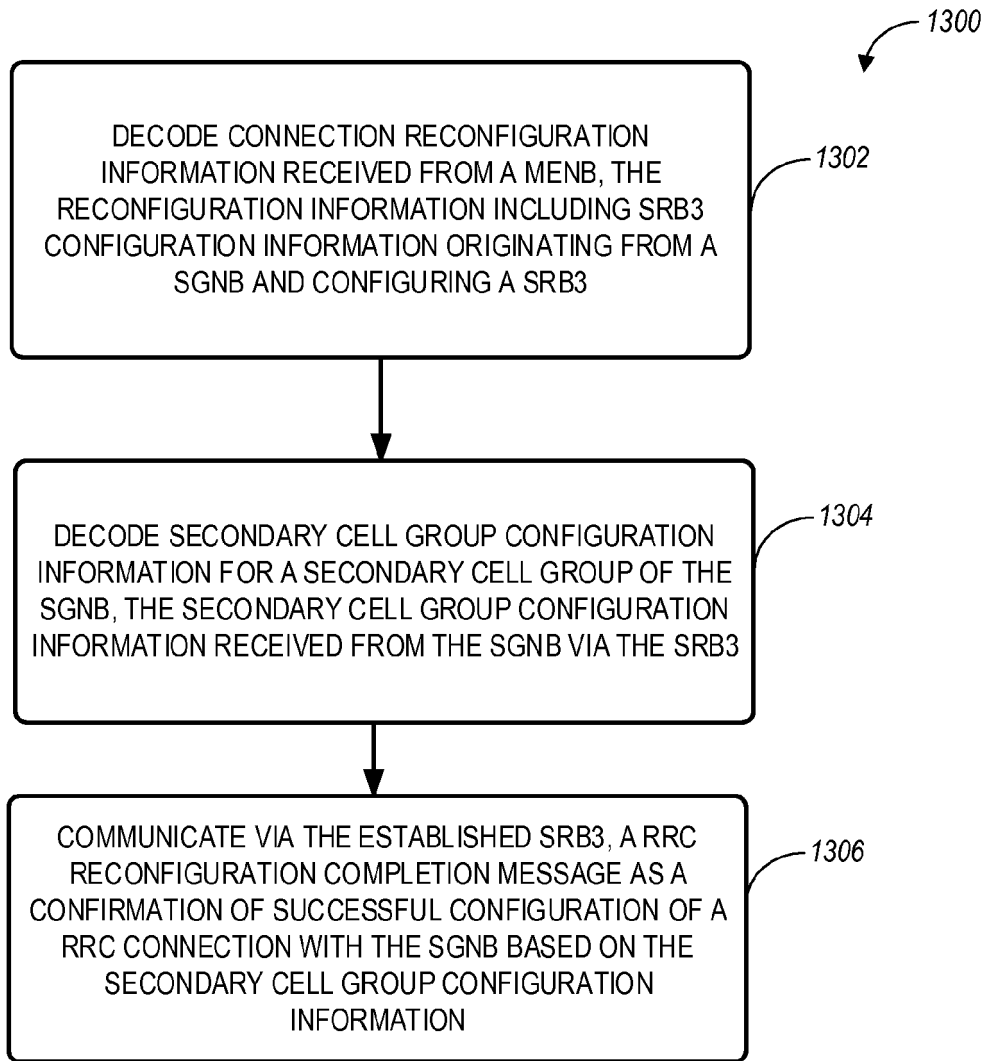 1300
DECODE CONNECTION RECONFIGURATION
INFORMATION RECEIVED FROM A MENB, THE
RECONFIGURATION INFORMATION INCLUDING SRB3
CONFIGURATION INFORMATION ORIGINATING FROM A
SGNB AND CONFIGURING A SRB3
1302
DECODE SECONDARY CELL GROUP CONFIGURATION
INFORMATION FOR A SECONDARY CELL GROUP OF THE
SGNB, THE SECONDARY CELL GROUP CONFIGURATION
INFORMATION RECEIVED FROM THE SGNB VIA THE SRB3
1304
COMMUNICATE VIA THE ESTABLISHED SRB3, A RRC
RECONFIGURATION COMPLETION MESSAGE AS A
CONFIRMATION OF SUCCESSFUL CONFIGURATION OF A
RRC CONNECTION WITH THE SGNB BASED ON THE
SECONDARY CELL GROUP CONFIGURATION
INFORMATION
1306